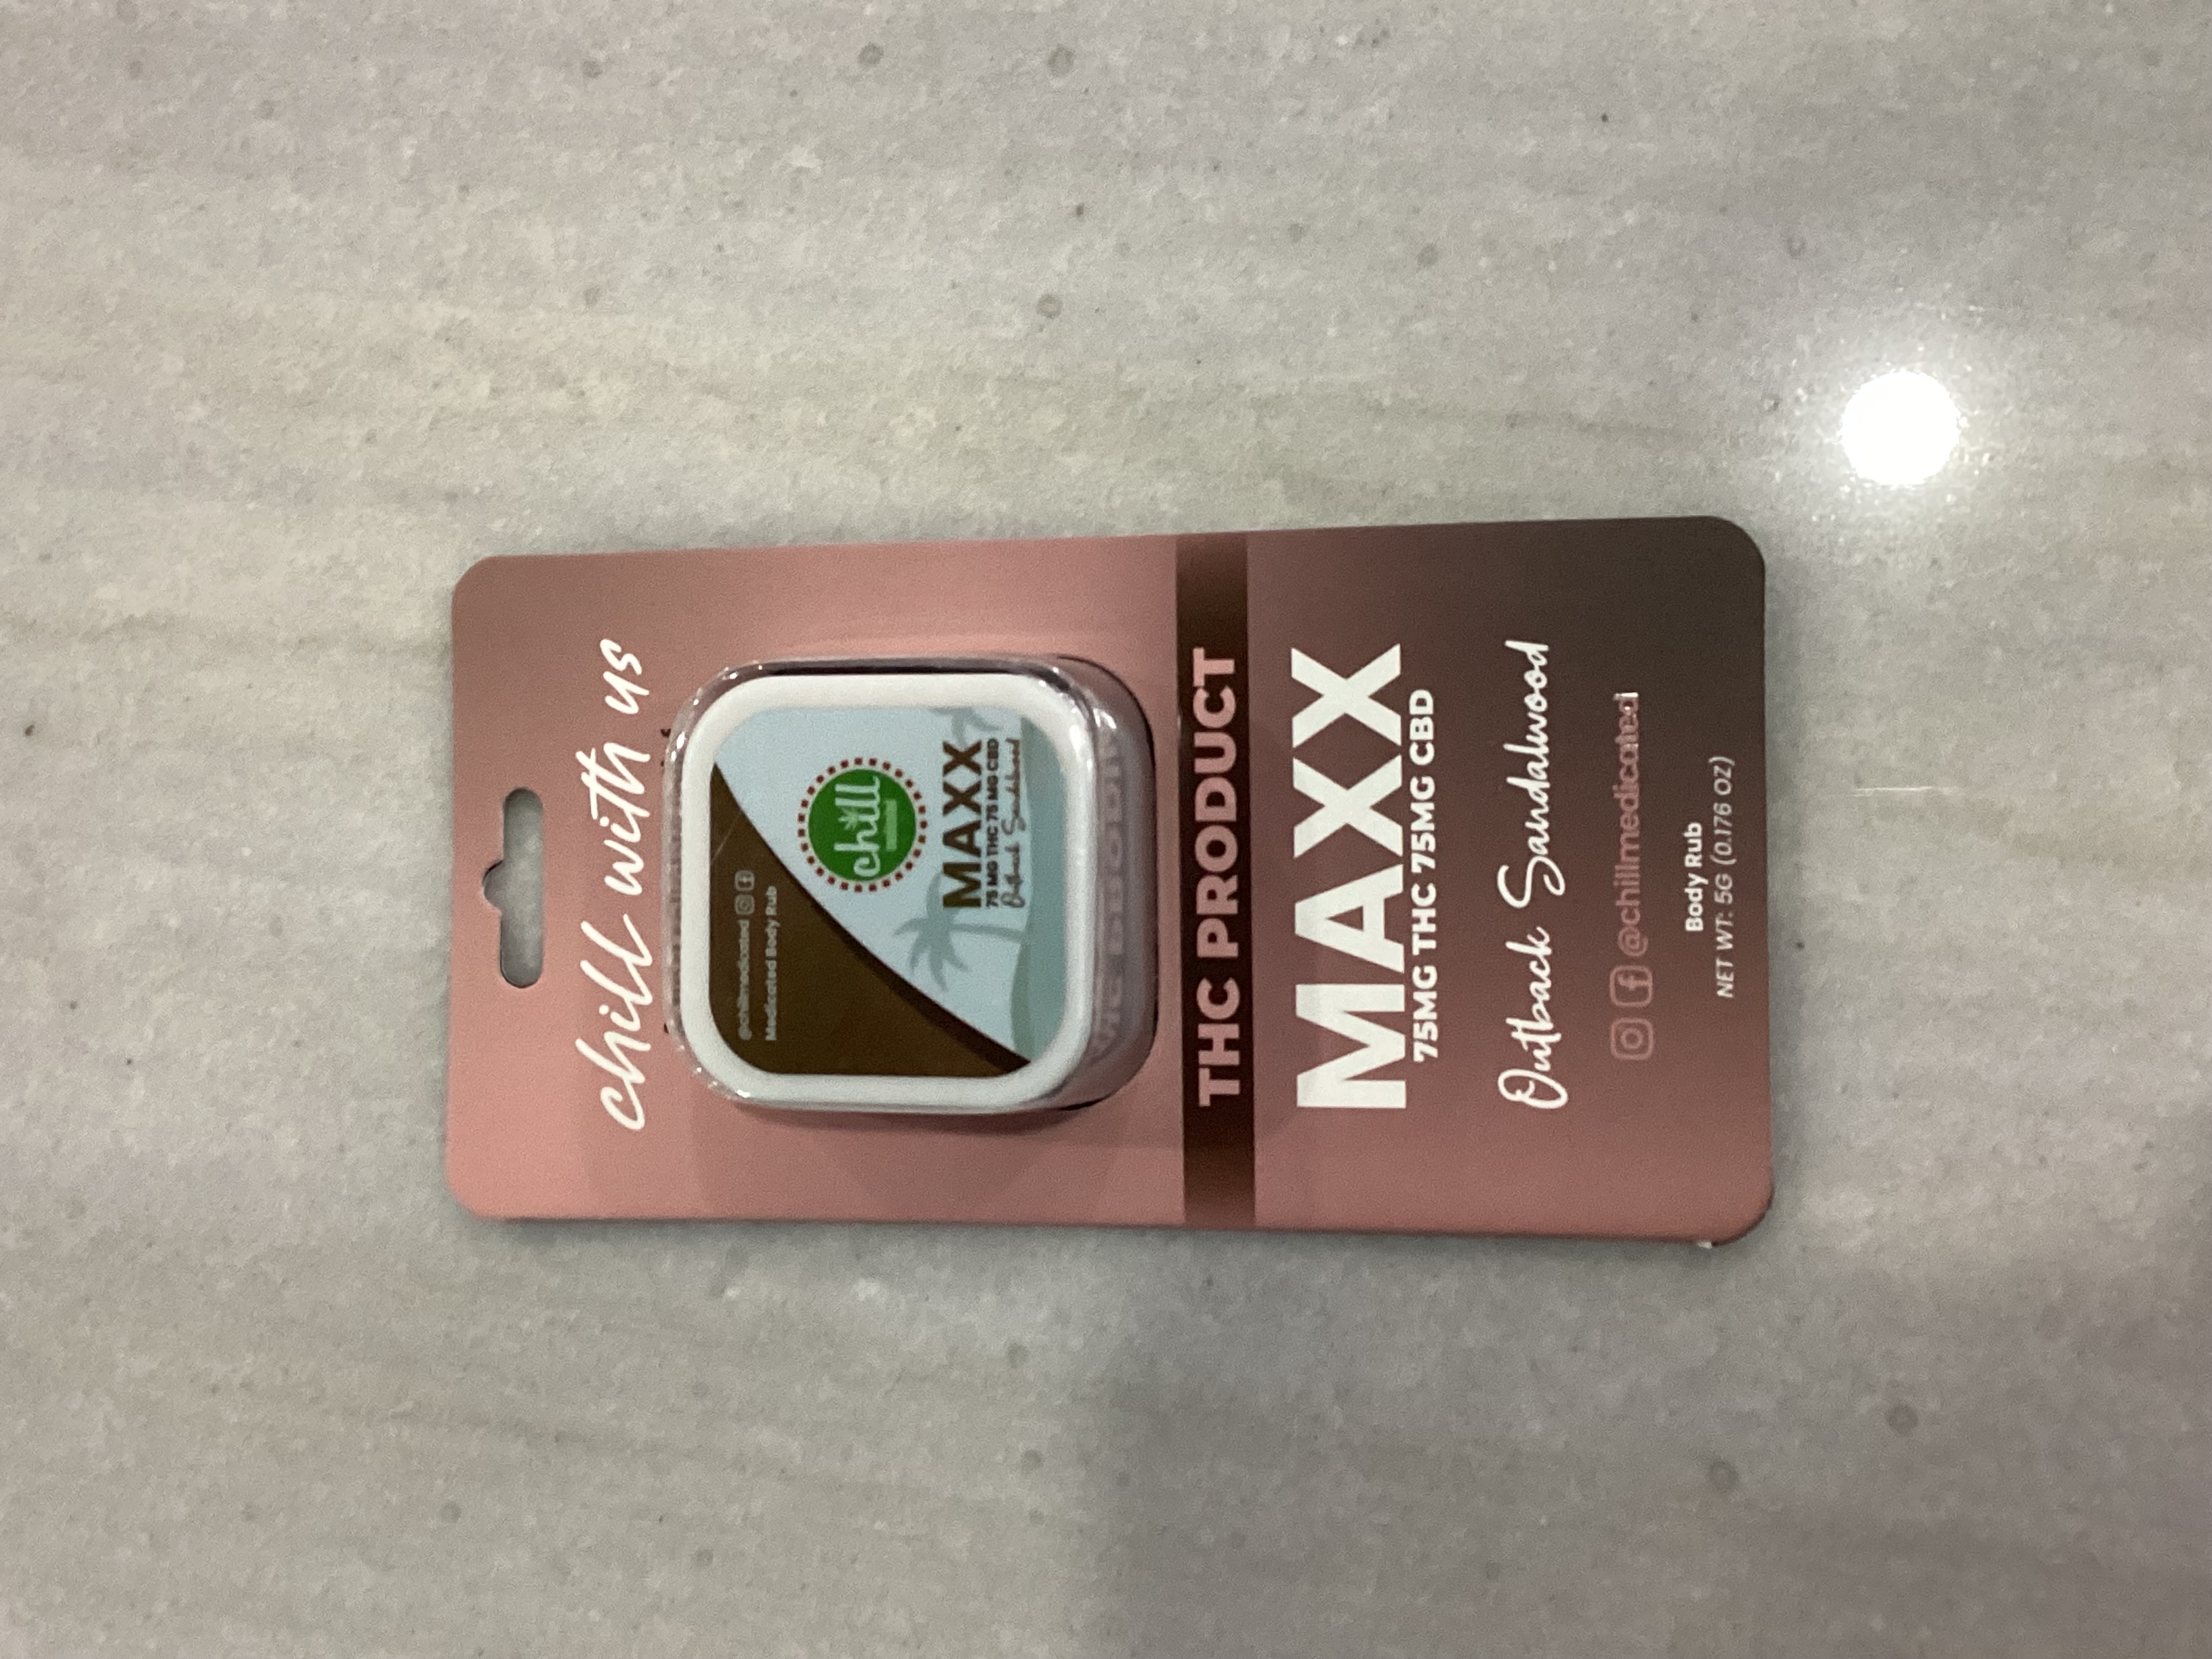 chill with us
@chillmedicated
Medicated Body Rub
chill
MAXX
75 MG THC 75 MG CBD
Outback Sandalwood
THC PRODUCT
MAXX
75MG THC 75MG CBD
Outback Sandalwood
@chillmedicated
Body Rub
NET WT: 5G (0.176 OZ)